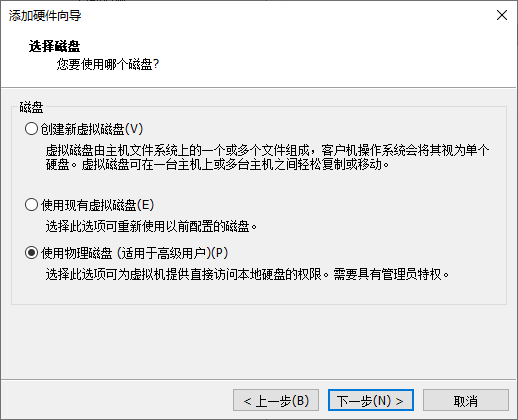 添加硬件向导
选择磁盘
您要使用哪个磁盘?
磁盘
创建新虚拟磁盘(V)
虚拟磁盘由主机文件系统上的一个或多个文件组成，客户机操作系统会将其视为单个
硬盘。虚拟磁盘可在一台主机上或多台主机之间轻松复制或移动。
使用现有虚拟磁盘(E)
选择此选项可重新使用以前配置的磁盘。
使用物理磁盘 (适用于高级用户)(P)
选择此选项可为虚拟机提供直接访问本地硬盘的权限。需要具有管理员特权。
< 上一步(B) 下一步(N) > 取消